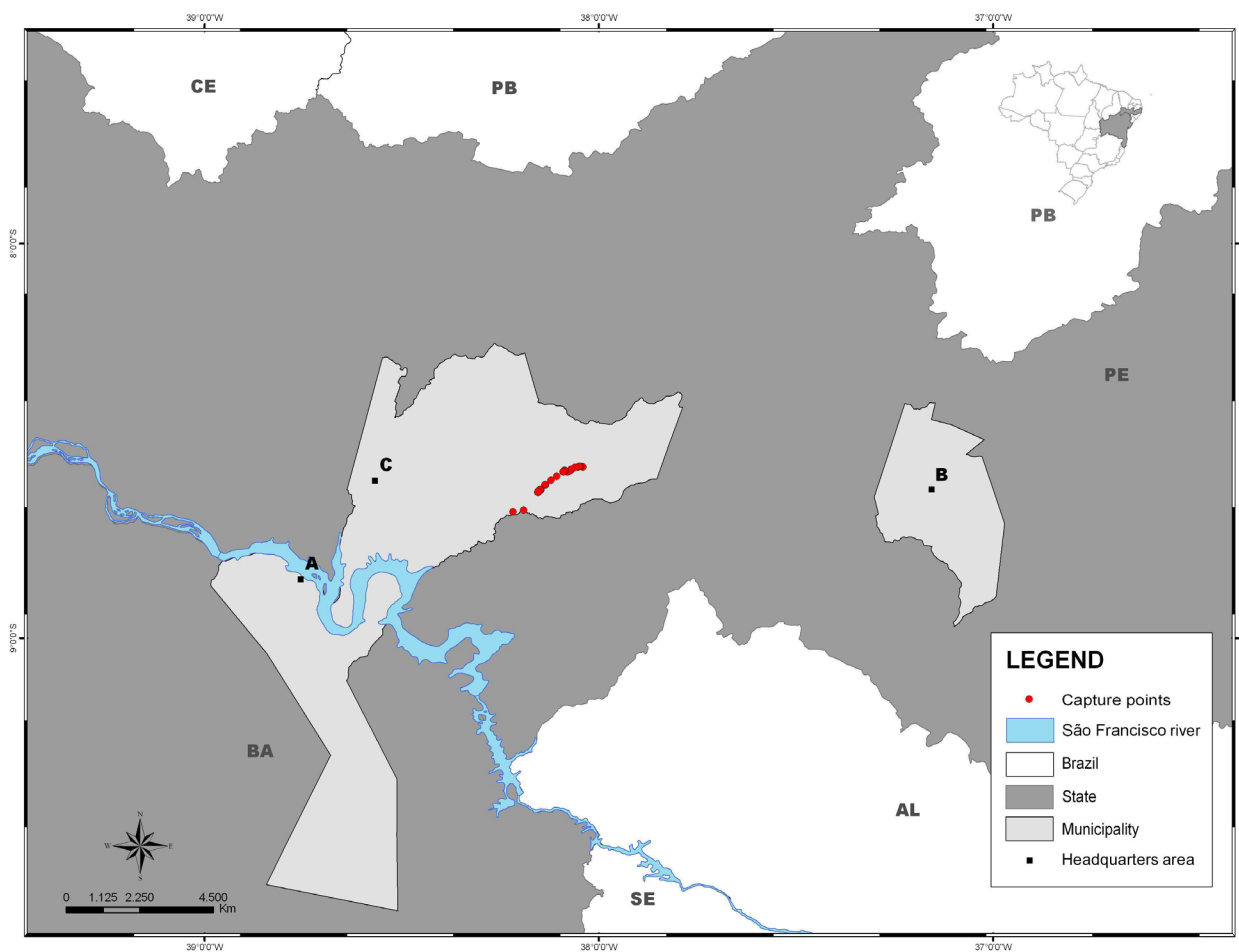 39°0'0"W 38°0'0"W 37°0'0"W
CE
PB
PB
8°0'0"S
PE
C
B
A
9°0'0"S
LEGEND
Capture points
São Francisco river
Brazil
State
Municipality
Headquarters area
BA
AL
SE
N
W E
S
0 1.125 2.250 4.500
Km
39°0'0"W 38°0'0"W 37°0'0"W